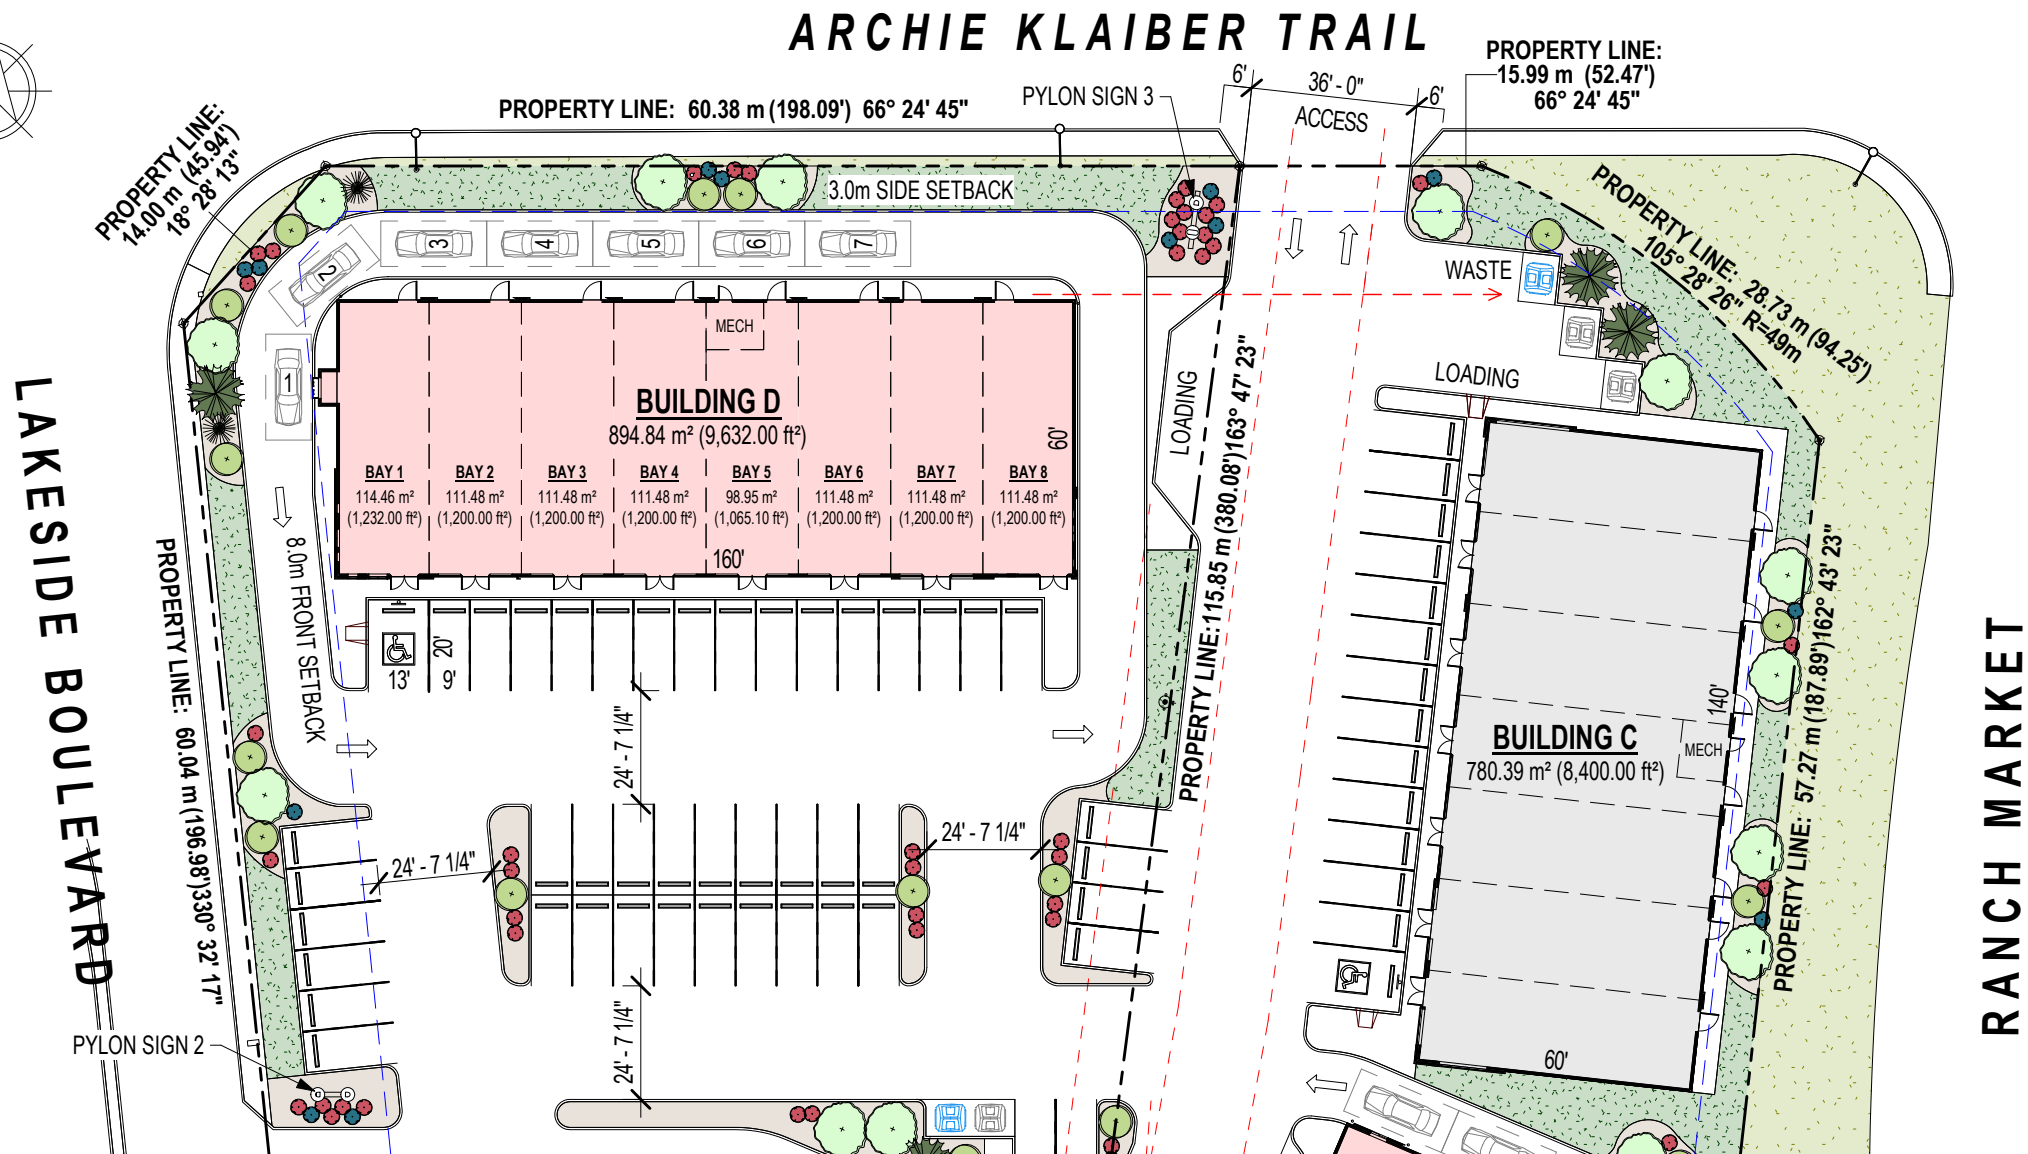 ARCHIE KLAIBER TRAIL
PROPERTY LINE:
15.99 m (52.47')
66° 24' 45"
6'
36'-0"
6'
ACCESS
PYLON SIGN 3
PROPERTY LINE: 60.38 m (198.09') 66° 24' 45"
PROPERTY LINE:
14.00 m (45.94')
18° 28' 13"
3.0m SIDE SETBACK
PROPERTY LINE: 28.73 m (94.25')
105° 28' 26" R=49m
1
2
3
4
5
6
7
WASTE
LOADING
LOADING
MECH
BUILDING D
894.84 m² (9,632.00 ft²)
60'
BAY 1
114.46 m²
(1,232.00 ft²)
BAY 2
111.48 m²
(1,200.00 ft²)
BAY 3
111.48 m²
(1,200.00 ft²)
BAY 4
111.48 m²
(1,200.00 ft²)
BAY 5
98.95 m²
(1,065.10 ft²)
BAY 6
111.48 m²
(1,200.00 ft²)
BAY 7
111.48 m²
(1,200.00 ft²)
BAY 8
111.48 m²
(1,200.00 ft²)
160'
PROPERTY LINE: 115.85 m (380.08') 163° 47' 23"
LAKESIDE BOULEVARD
PROPERTY LINE: 60.04 m (196.98') 330° 32' 17"
8.0m FRONT SETBACK
20'
13'
9'
24' - 7 1/4"
24' - 7 1/4"
24' - 7 1/4"
24' - 7 1/4"
BUILDING C
780.39 m² (8,400.00 ft²)
MECH
140'
60'
PROPERTY LINE: 57.27 m (187.89') 162° 43' 23"
RANCH MARKET
PYLON SIGN 2